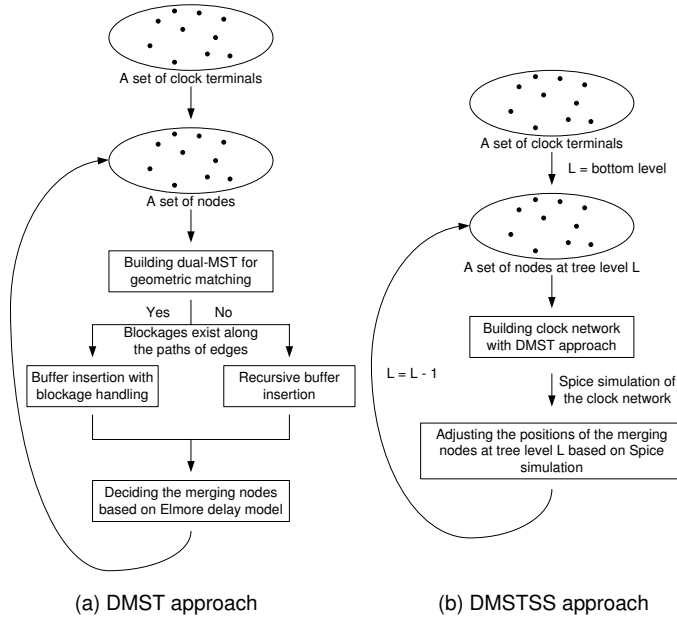 A set of clock terminals
A set of nodes
Building dual-MST for
geometric matching
Yes
No
Blockages exist along
the paths of edges
Buffer insertion with
blockage handling
Recursive buffer
insertion
Deciding the merging nodes
based on Elmore delay model
(a) DMST approach
A set of clock terminals
L = bottom level
A set of nodes at tree level L
Building clock network
with DMST approach
L = L - 1
Spice simulation of
the clock network
Adjusting the positions of the merging
nodes at tree level L based on Spice
simulation
(b) DMSTSS approach